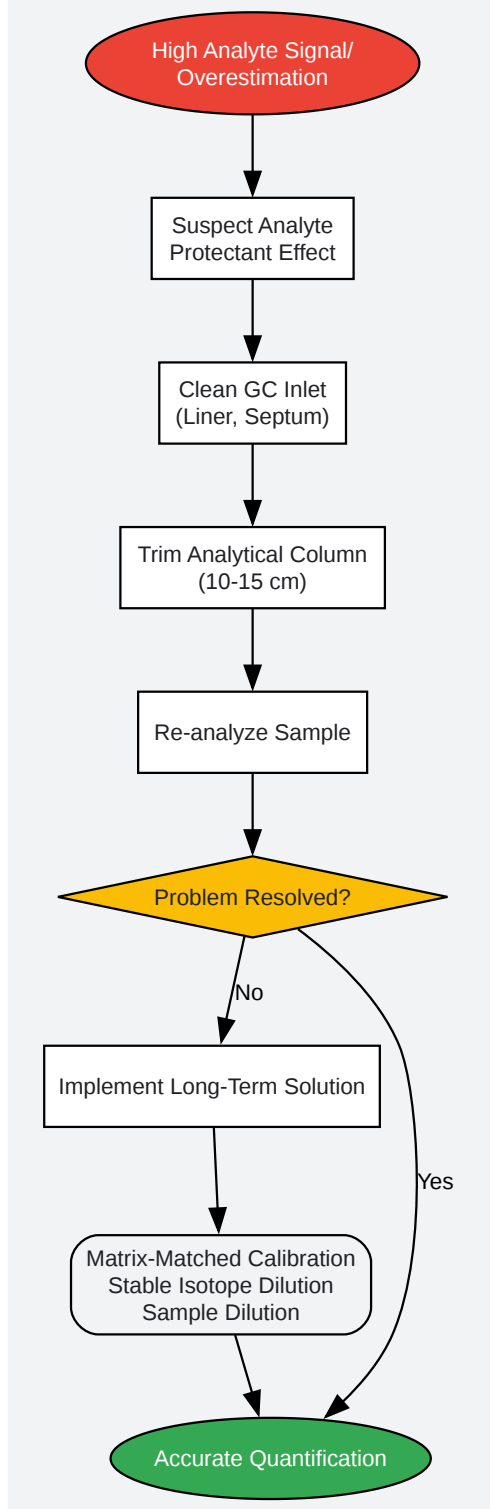 High Analyte Signal/
Overestimation
Suspect Analyte
Protectant Effect
Clean GC Inlet
(Liner, Septum)
Trim Analytical Column
(10-15 cm)
Re-analyze Sample
Problem Resolved?
No
Implement Long-Term Solution
Yes
Matrix-Matched Calibration
Stable Isotope Dilution
Sample Dilution
Accurate Quantification